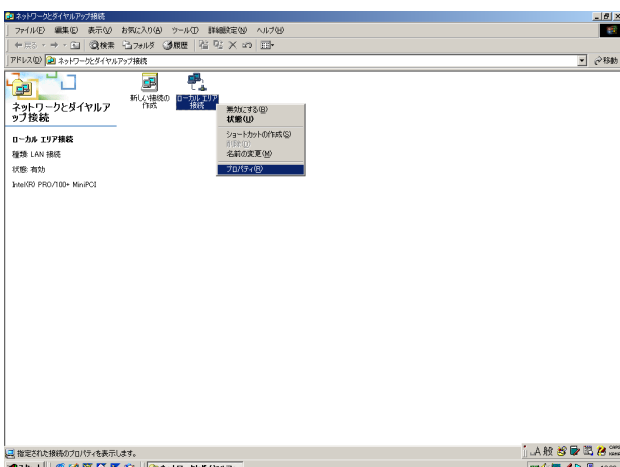 ネットワークとダイヤルアップ接続
ファイル(F) 編集(E) 表示(V) お気に入り(A) ツール(T) 詳細設定(N) ヘルプ(H)
戻る 検索 フォルダ 履歴
アドレス(D) ネットワークとダイヤルアップ接続 移動
ネットワークとダイヤルア
ップ接続
ローカル エリア接続
種類: LAN 接続
状態: 有効
Intel(R) PRO/100+ MiniPCI
新しい接続の
作成
ローカル エリア
接続
無効にする(B)
状態(U)
ショートカットの作成(S)
削除(D)
名前の変更(M)
プロパティ(R)
指定された接続のプロパティを表示します。
A 般
CAPS
KANA